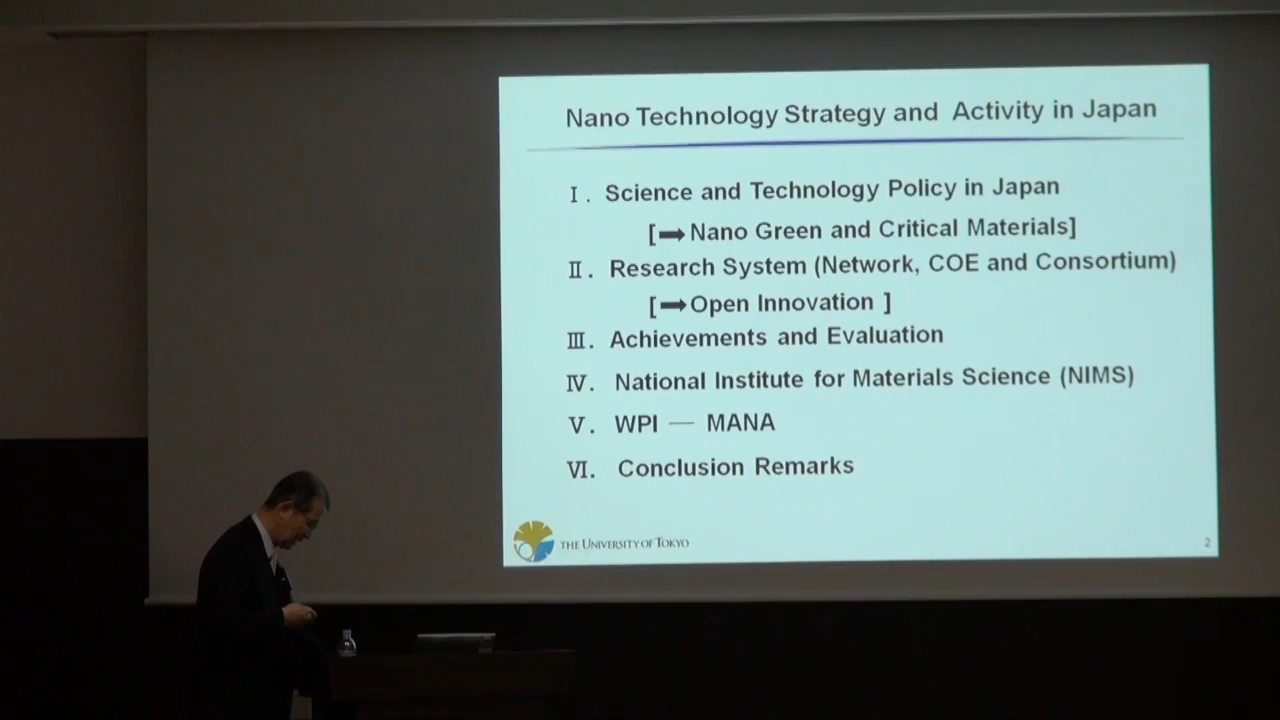 Nano Technology Strategy and Activity in Japan
Ⅰ. Science and Technology Policy in Japan
[➡Nano Green and Critical Materials]
Ⅱ. Research System (Network, COE and Consortium)
[➡Open Innovation ]
Ⅲ. Achievements and Evaluation
Ⅳ. National Institute for Materials Science (NIMS)
Ⅴ. WPI — MANA
Ⅵ. Conclusion Remarks
THE UNIVERSITY OF TOKYO
2